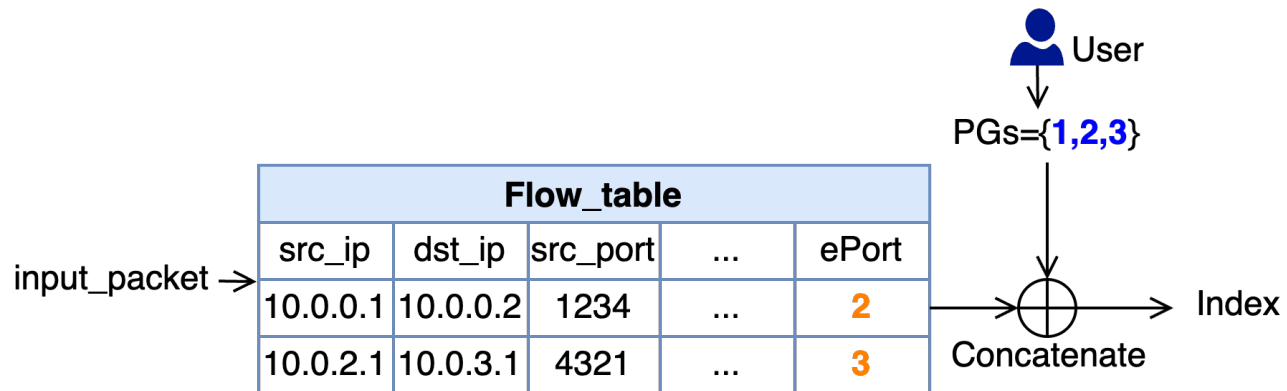 User
PGs={1,2,3}
Flow_table
src_ip dst_ip src_port ... ePort
input_packet
10.0.0.1 10.0.0.2 1234 ... 2
Index
10.0.2.1 10.0.3.1 4321 ... 3
Concatenate